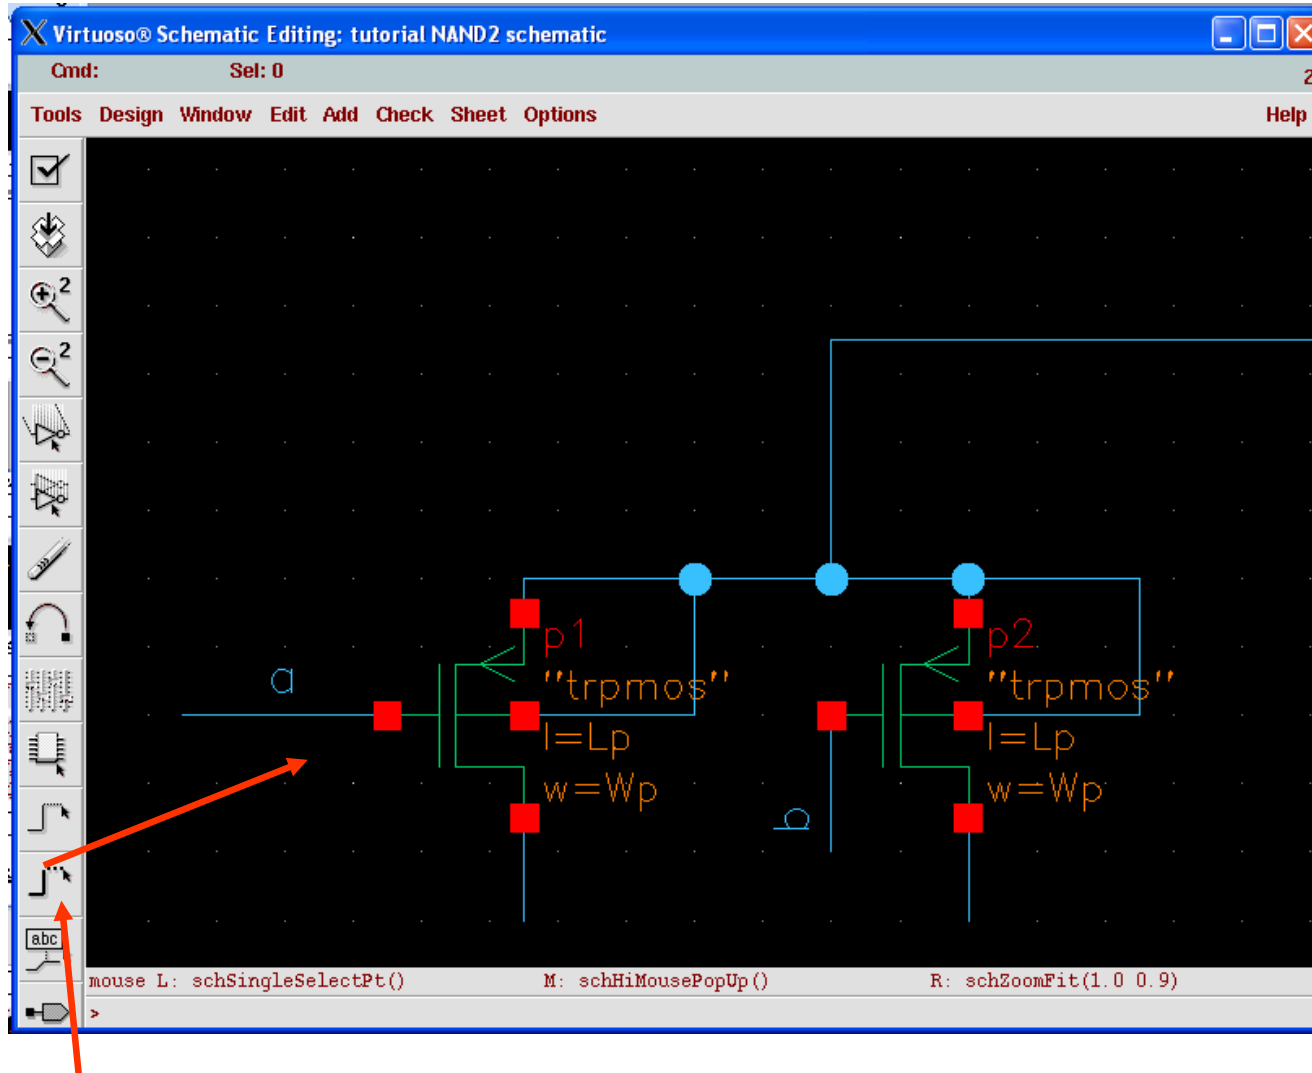 X Virtuoso® Schematic Editing: tutorial NAND2 schematic
Cmd: Sel: 0 2
Tools Design Window Edit Add Check Sheet Options Help
2
2
p1 p2
a "trpmos" "trpmos"
l=Lp l=Lp
w=Wp w=Wp
b
abc
mouse L: schSingleSelectPt() M: schHiMousePopUp() R: schZoomFit(1.0 0.9)
>